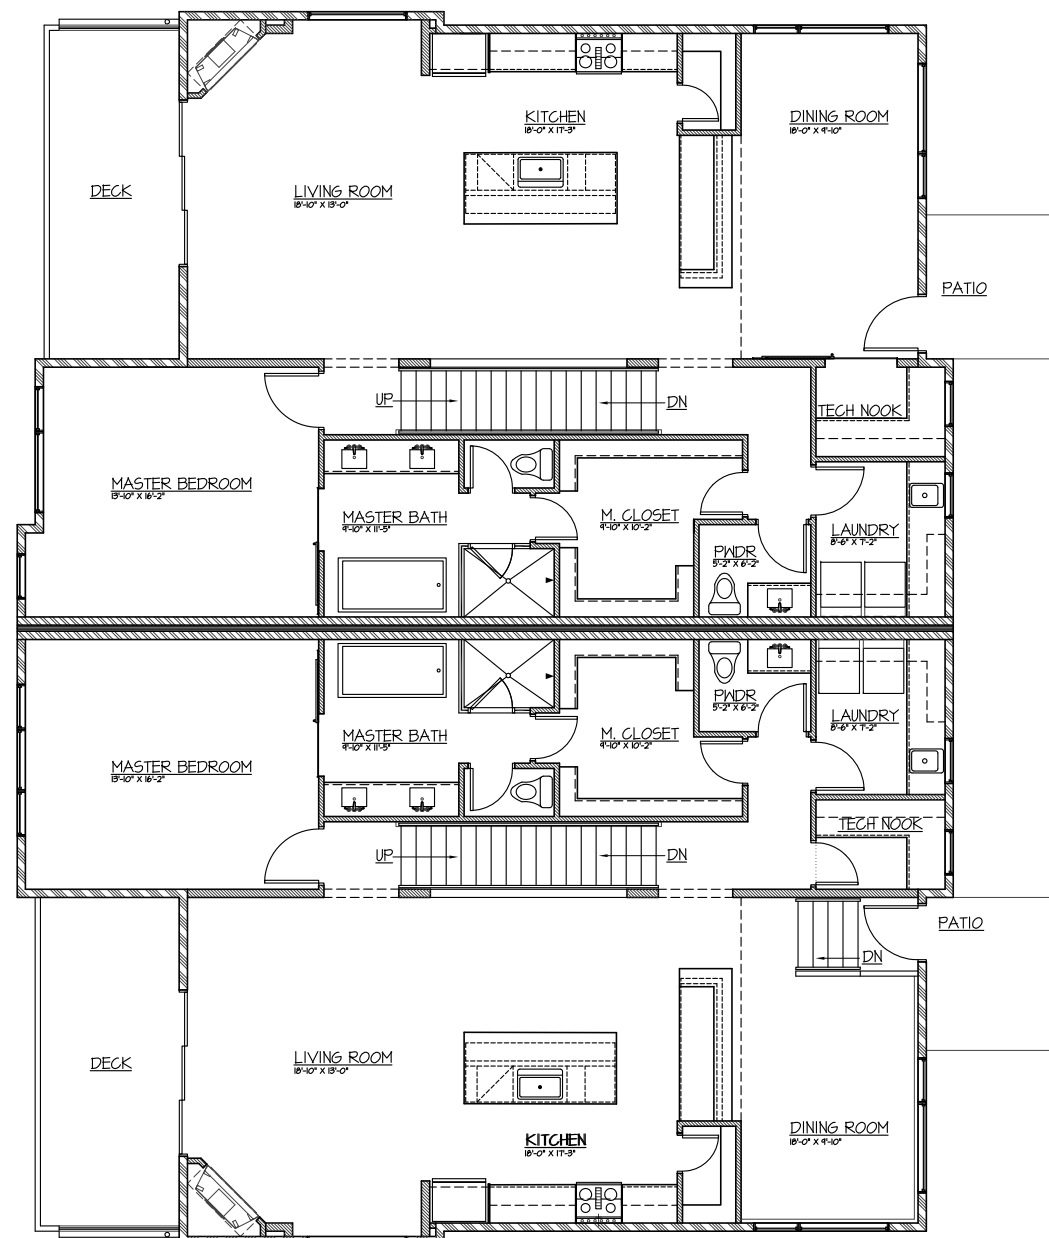 KITCHEN
18'-0" X 17'-3"
DINING ROOM
18'-0" X 9'-10"
DECK
LIVING ROOM
18'-10" X 13'-0"
PATIO
UP
DN
TECH NOOK
MASTER BEDROOM
13'-10" X 16'-2"
MASTER BATH
9'-10" X 11'-5"
M. CLOSET
9'-10" X 10'-2"
LAUNDRY
8'-6" X 7'-2"
PWDR
5'-2" X 6'-2"
PWDR
5'-2" X 6'-2"
LAUNDRY
8'-6" X 7'-2"
MASTER BATH
9'-10" X 11'-5"
M. CLOSET
9'-10" X 10'-2"
MASTER BEDROOM
13'-10" X 16'-2"
TECH NOOK
UP
DN
PATIO
DN
DECK
LIVING ROOM
18'-10" X 13'-0"
KITCHEN
18'-0" X 17'-3"
DINING ROOM
18'-0" X 9'-10"